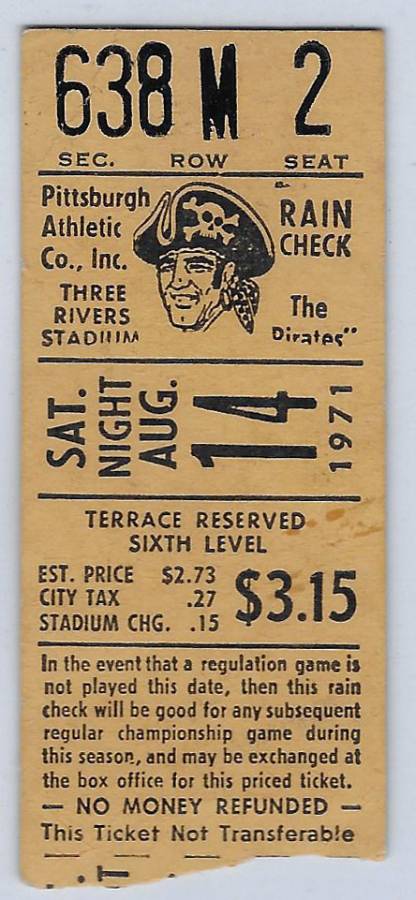 638 M 2
SEC. ROW SEAT
Pittsburgh
Athletic
Co., Inc.
THREE
RIVERS
STADIUM
"
RAIN
CHECK
The
Pirates"
SAT.
NIGHT
AUG.
14
1971
TERRACE RESERVED
SIXTH LEVEL
EST. PRICE $2.73
CITY TAX .27
STADIUM CHG. .15
$3.15
In the event that a regulation game is
not played this date, then this rain
check will be good for any subsequent
regular championship game during
this season, and may be exchanged at
the box office for this priced ticket.
— NO MONEY REFUNDED —
This Ticket Not Transferable